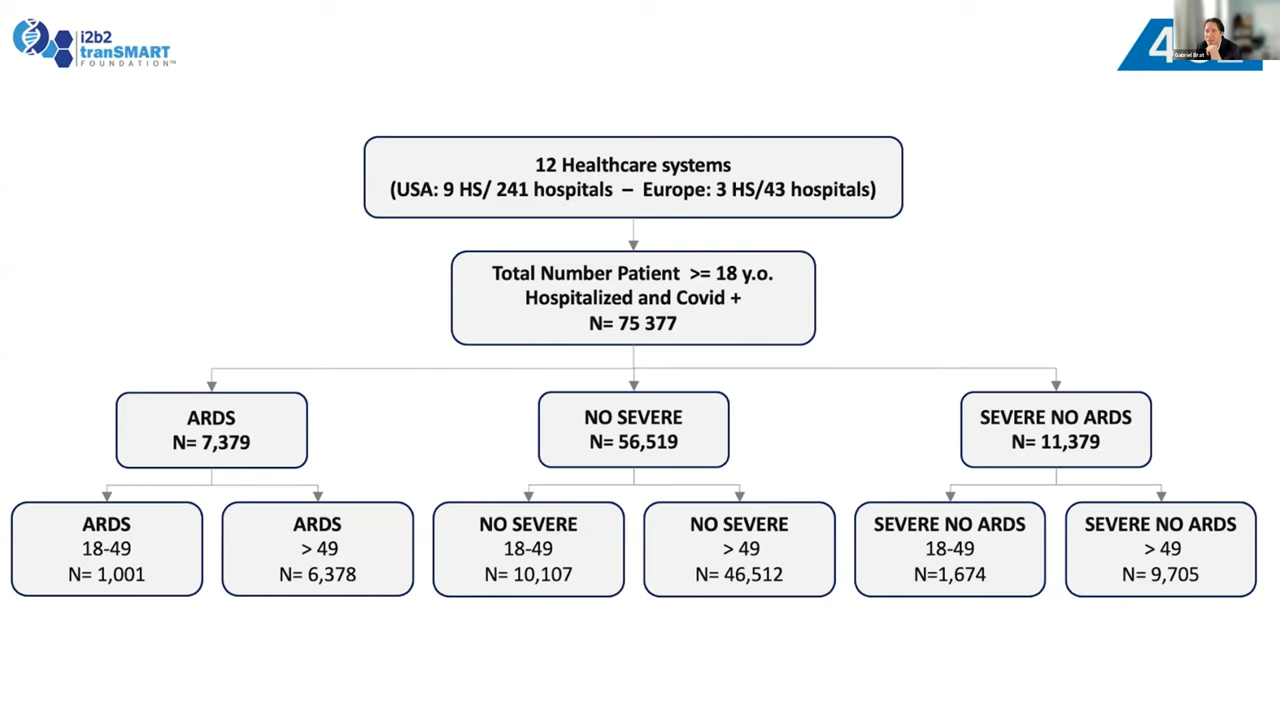 i2b2
tranSMART
FOUNDATION™
Gabriel Brat
12 Healthcare systems
(USA: 9 HS/ 241 hospitals – Europe: 3 HS/43 hospitals)
Total Number Patient >= 18 y.o.
Hospitalized and Covid +
N= 75 377
ARDS
N= 7,379
NO SEVERE
N= 56,519
SEVERE NO ARDS
N= 11,379
ARDS
18-49
N= 1,001
ARDS
> 49
N= 6,378
NO SEVERE
18-49
N= 10,107
NO SEVERE
> 49
N= 46,512
SEVERE NO ARDS
18-49
N=1,674
SEVERE NO ARDS
> 49
N= 9,705